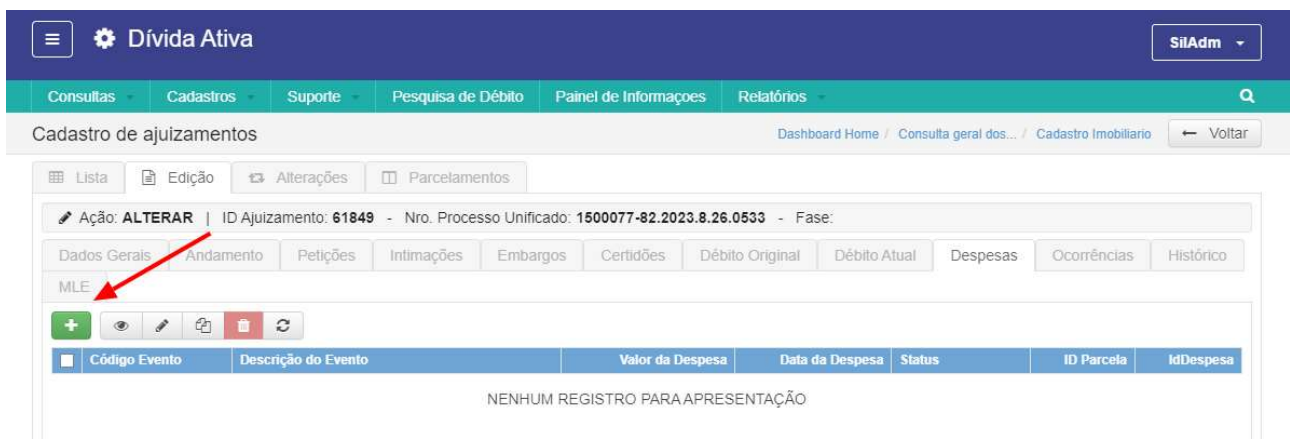 Dívida Ativa
SilAdm
Consultas Cadastros Suporte Pesquisa de Débito Painel de Informaçoes Relatórios
Cadastro de ajuizamentos
Dashboard Home / Consulta geral dos... / Cadastro Imobiliario
Voltar
Lista Edição Alterações Parcelamentos
Ação: ALTERAR | ID Ajuizamento: 61849 - Nro. Processo Unificado: 1500077-82.2023.8.26.0533 - Fase:
Dados Gerais Andamento Petições Intimações Embargos Certidões Débito Original Débito Atual Despesas Ocorrências Histórico
MLE
Código Evento Descrição do Evento Valor da Despesa Data da Despesa Status ID Parcela IdDespesa
NENHUM REGISTRO PARA APRESENTAÇÃO